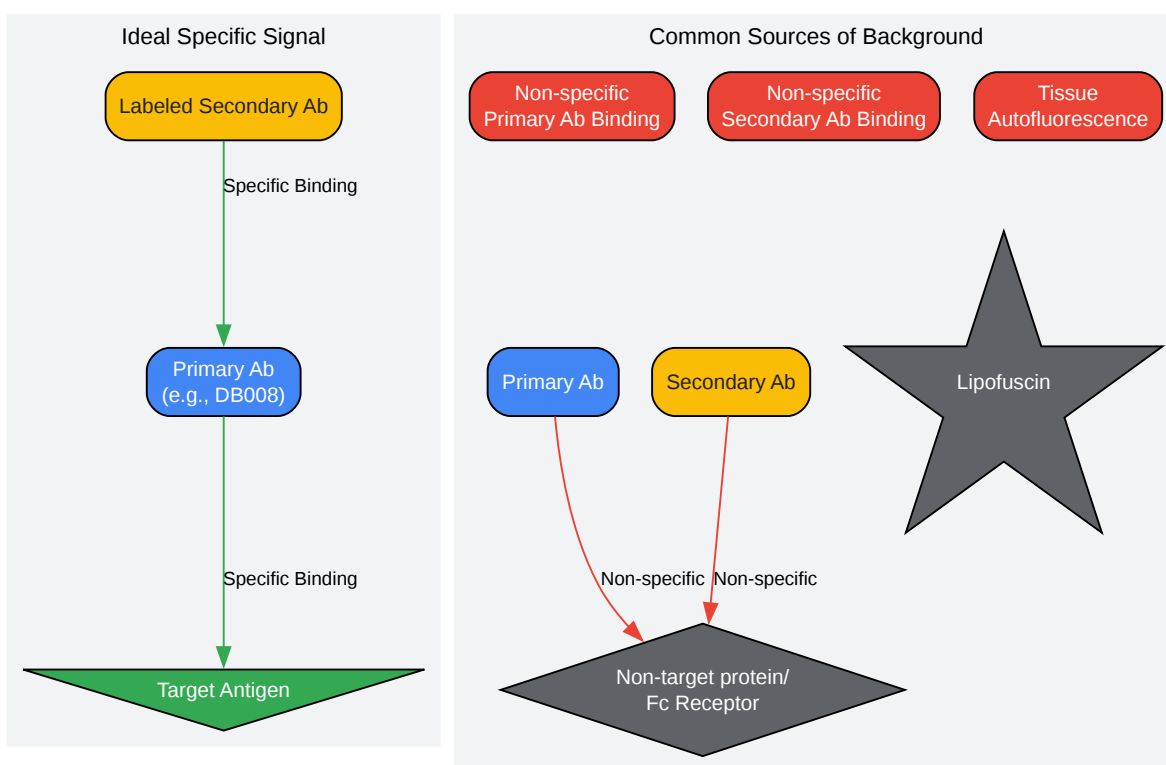 Ideal Specific Signal
Labeled Secondary Ab
Specific Binding
Primary Ab
(e.g., DB008)
Specific Binding
Target Antigen
Common Sources of Background
Non-specific
Primary Ab Binding
Non-specific
Secondary Ab Binding
Tissue
Autofluorescence
Primary Ab
Secondary Ab
Lipofuscin
Non-specific
Non-specific
Non-target protein/
Fc Receptor